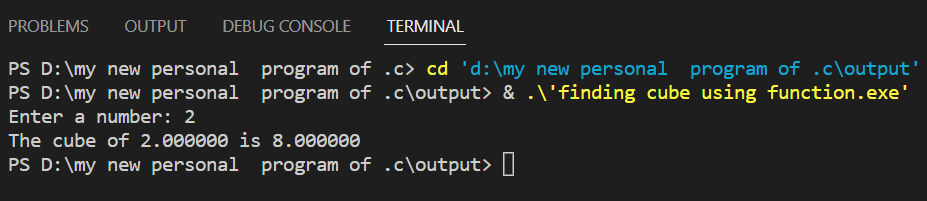 PROBLEMS OUTPUT DEBUG CONSOLE TERMINAL
PS D:\my new personal  program of .c> cd 'd:\my new personal  program of .c\output'
PS D:\my new personal  program of .c\output> & .\'finding cube using function.exe'
Enter a number: 2
The cube of 2.000000 is 8.000000
PS D:\my new personal  program of .c\output>